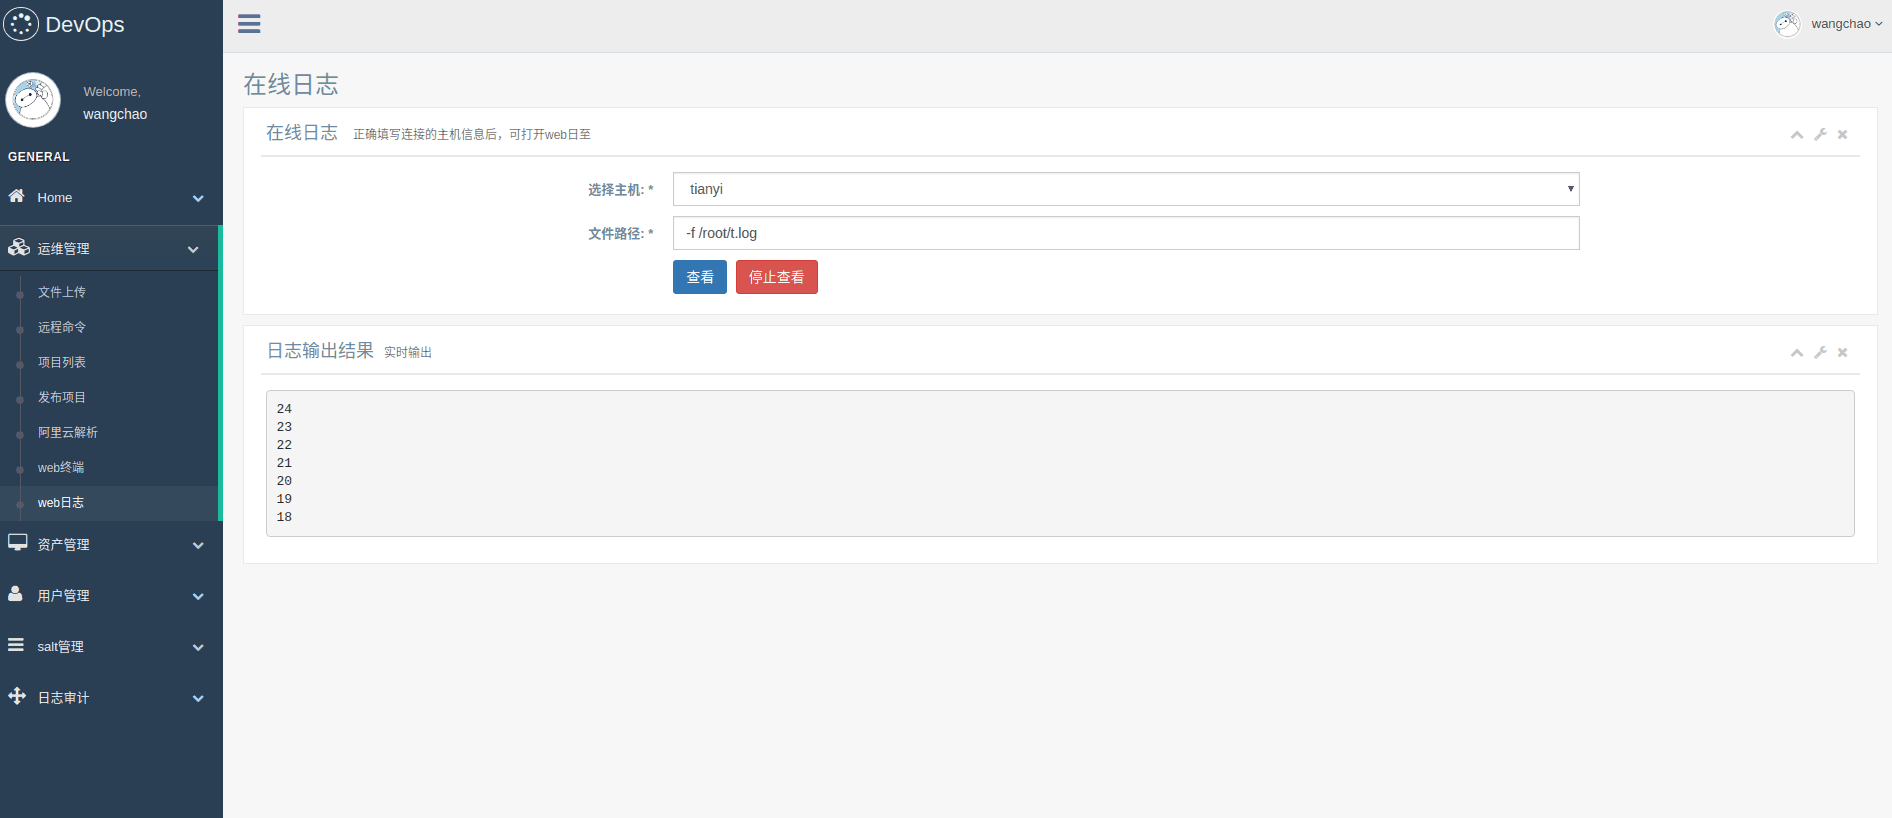 DevOps
wangchao
Welcome,
wangchao
GENERAL
Home
运维管理
文件上传
远程命令
项目列表
发布项目
阿里云解析
web终端
web日志
资产管理
用户管理
salt管理
日志审计
在线日志
在线日志 正确填写连接的主机信息后，可打开web日至
选择主机: * tianyi
文件路径: * -f /root/t.log
查看 停止查看
日志输出结果 实时输出
24
23
22
21
20
19
18